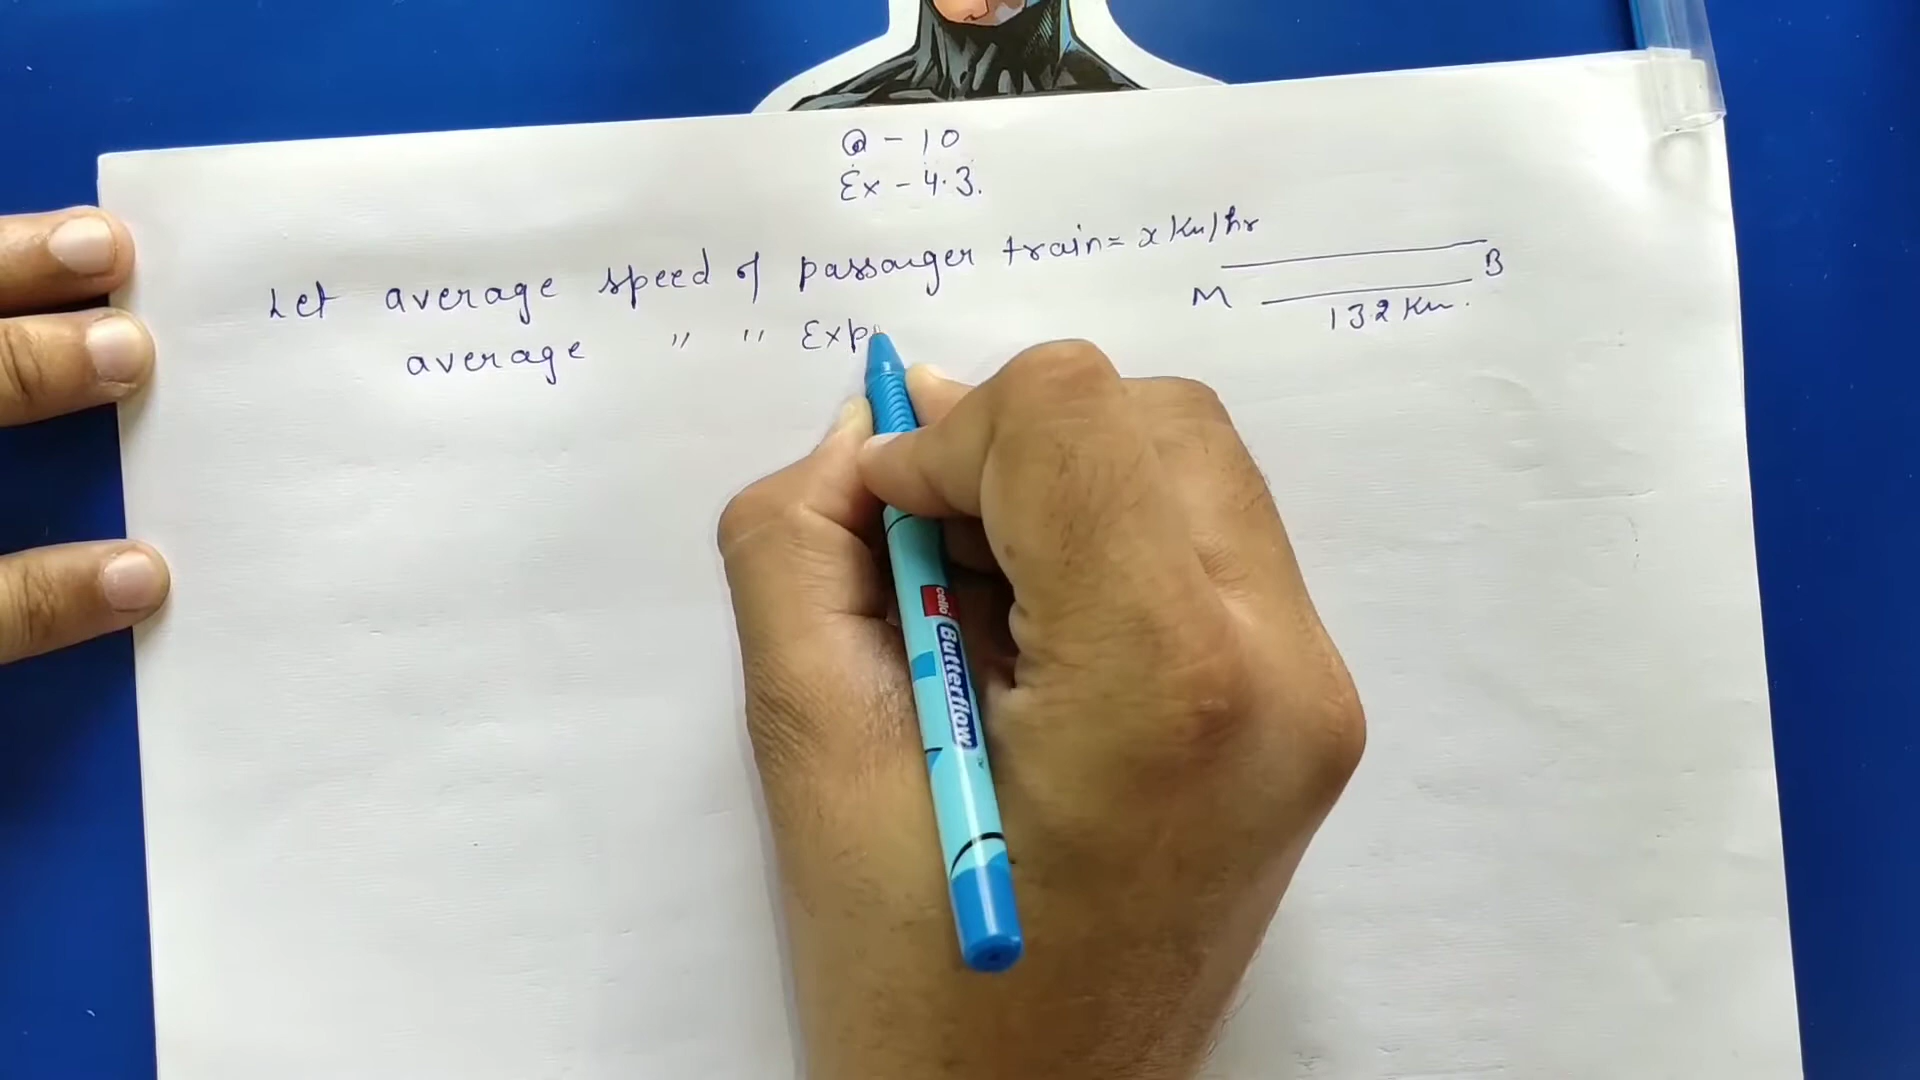 Q - 10
Ex - 4.3.
Let average speed of passanger train = x Km/hr
average " " Exp
M B
132 Km.
cello Butterflow